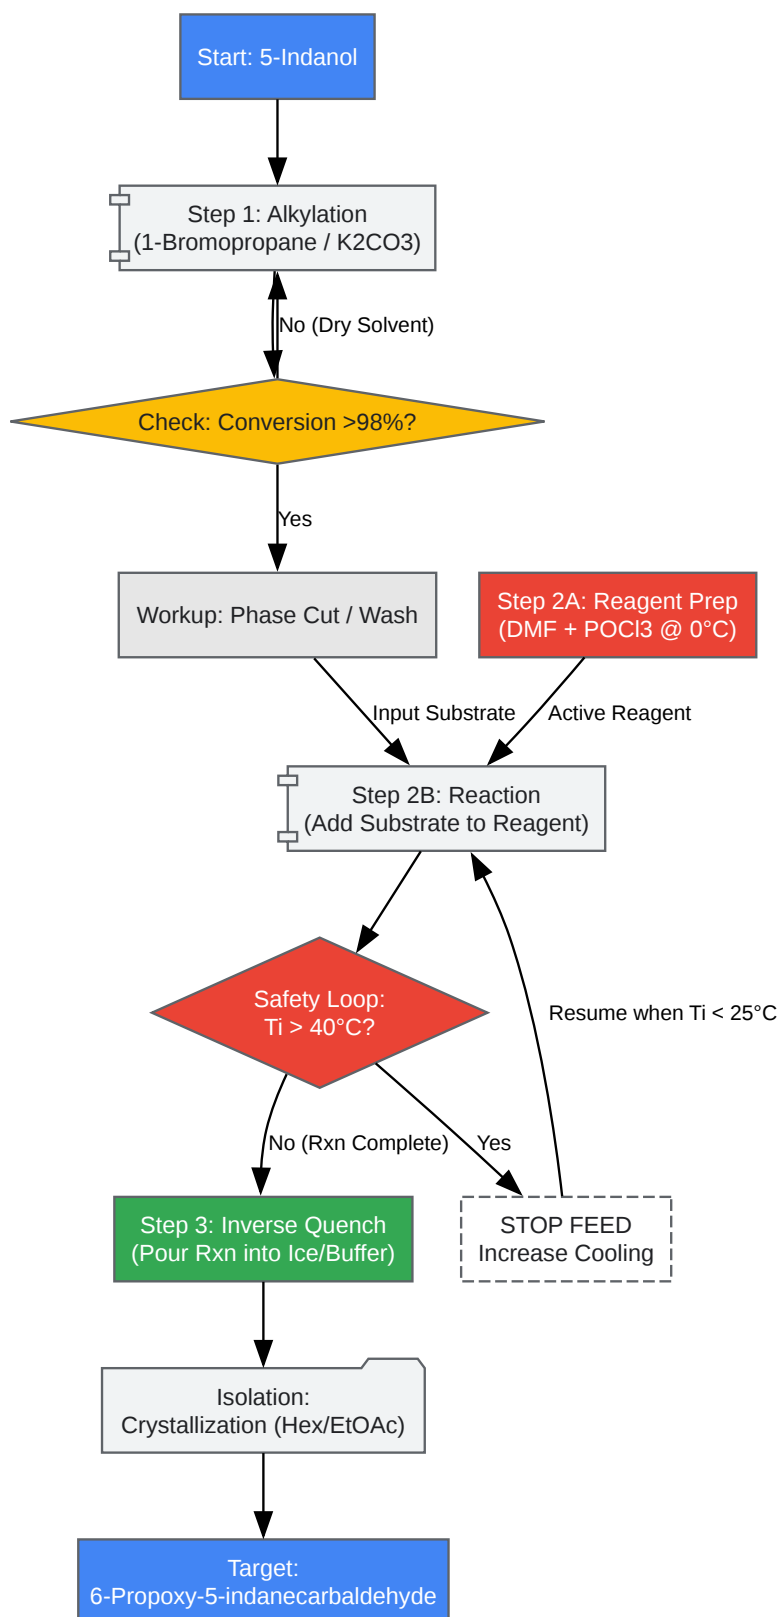 Start: 5-Indanol
Step 1: Alkylation
(1-Bromopropane / K2CO3)
No (Dry Solvent)
Check: Conversion >98%?
Yes
Workup: Phase Cut / Wash
Step 2A: Reagent Prep
(DMF + POCl3 @ 0°C)
Input Substrate
Active Reagent
Step 2B: Reaction
(Add Substrate to Reagent)
Safety Loop:
Ti > 40°C?
Resume when Ti < 25°C
No (Rxn Complete)
Yes
Step 3: Inverse Quench
(Pour Rxn into Ice/Buffer)
STOP FEED
Increase Cooling
Isolation:
Crystallization (Hex/EtOAc)
Target:
6-Propoxy-5-indanecarbaldehyde